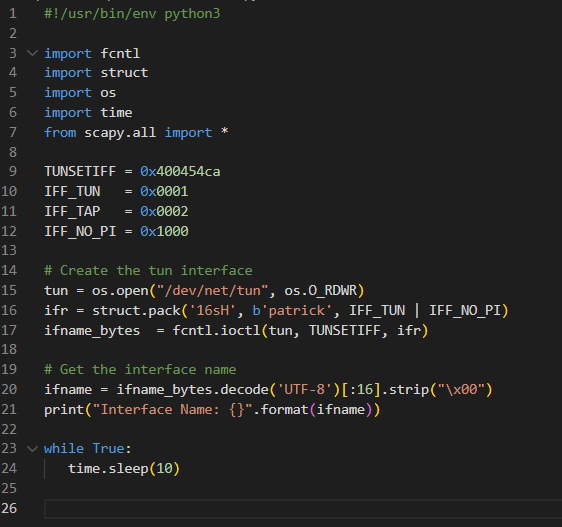 1 #!/usr/bin/env python3
2
3 import fcntl
4 import struct
5 import os
6 import time
7 from scapy.all import *
8
9 TUNSETIFF = 0x400454ca
10 IFF_TUN   = 0x0001
11 IFF_TAP   = 0x0002
12 IFF_NO_PI = 0x1000
13
14 # Create the tun interface
15 tun = os.open("/dev/net/tun", os.O_RDWR)
16 ifr = struct.pack('16sH', b'patrick', IFF_TUN | IFF_NO_PI)
17 ifname_bytes  = fcntl.ioctl(tun, TUNSETIFF, ifr)
18
19 # Get the interface name
20 ifname = ifname_bytes.decode('UTF-8')[:16].strip("\x00")
21 print("Interface Name: {}".format(ifname))
22
23 while True:
24    time.sleep(10)
25
26